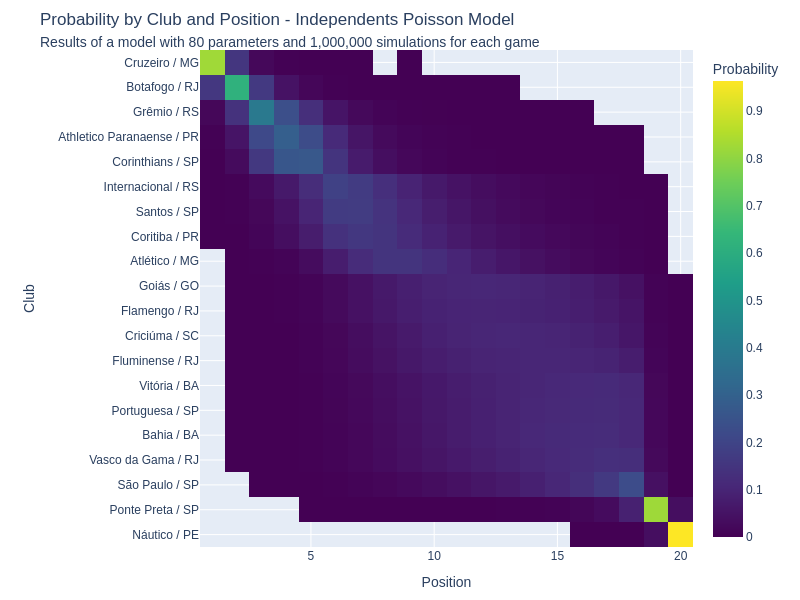 Probability by Club and Position - Independents Poisson Model
Results of a model with 80 parameters and 1,000,000 simulations for each game
Cruzeiro / MG
Botafogo / RJ
Grêmio / RS
Athletico Paranaense / PR
Corinthians / SP
Internacional / RS
Santos / SP
Coritiba / PR
Atlético / MG
Goiás / GO
Flamengo / RJ
Criciúma / SC
Fluminense / RJ
Vitória / BA
Portuguesa / SP
Bahia / BA
Vasco da Gama / RJ
São Paulo / SP
Ponte Preta / SP
Náutico / PE
Club
5
10
15
20
Position
Probability
0.9
0.8
0.7
0.6
0.5
0.4
0.3
0.2
0.1
0